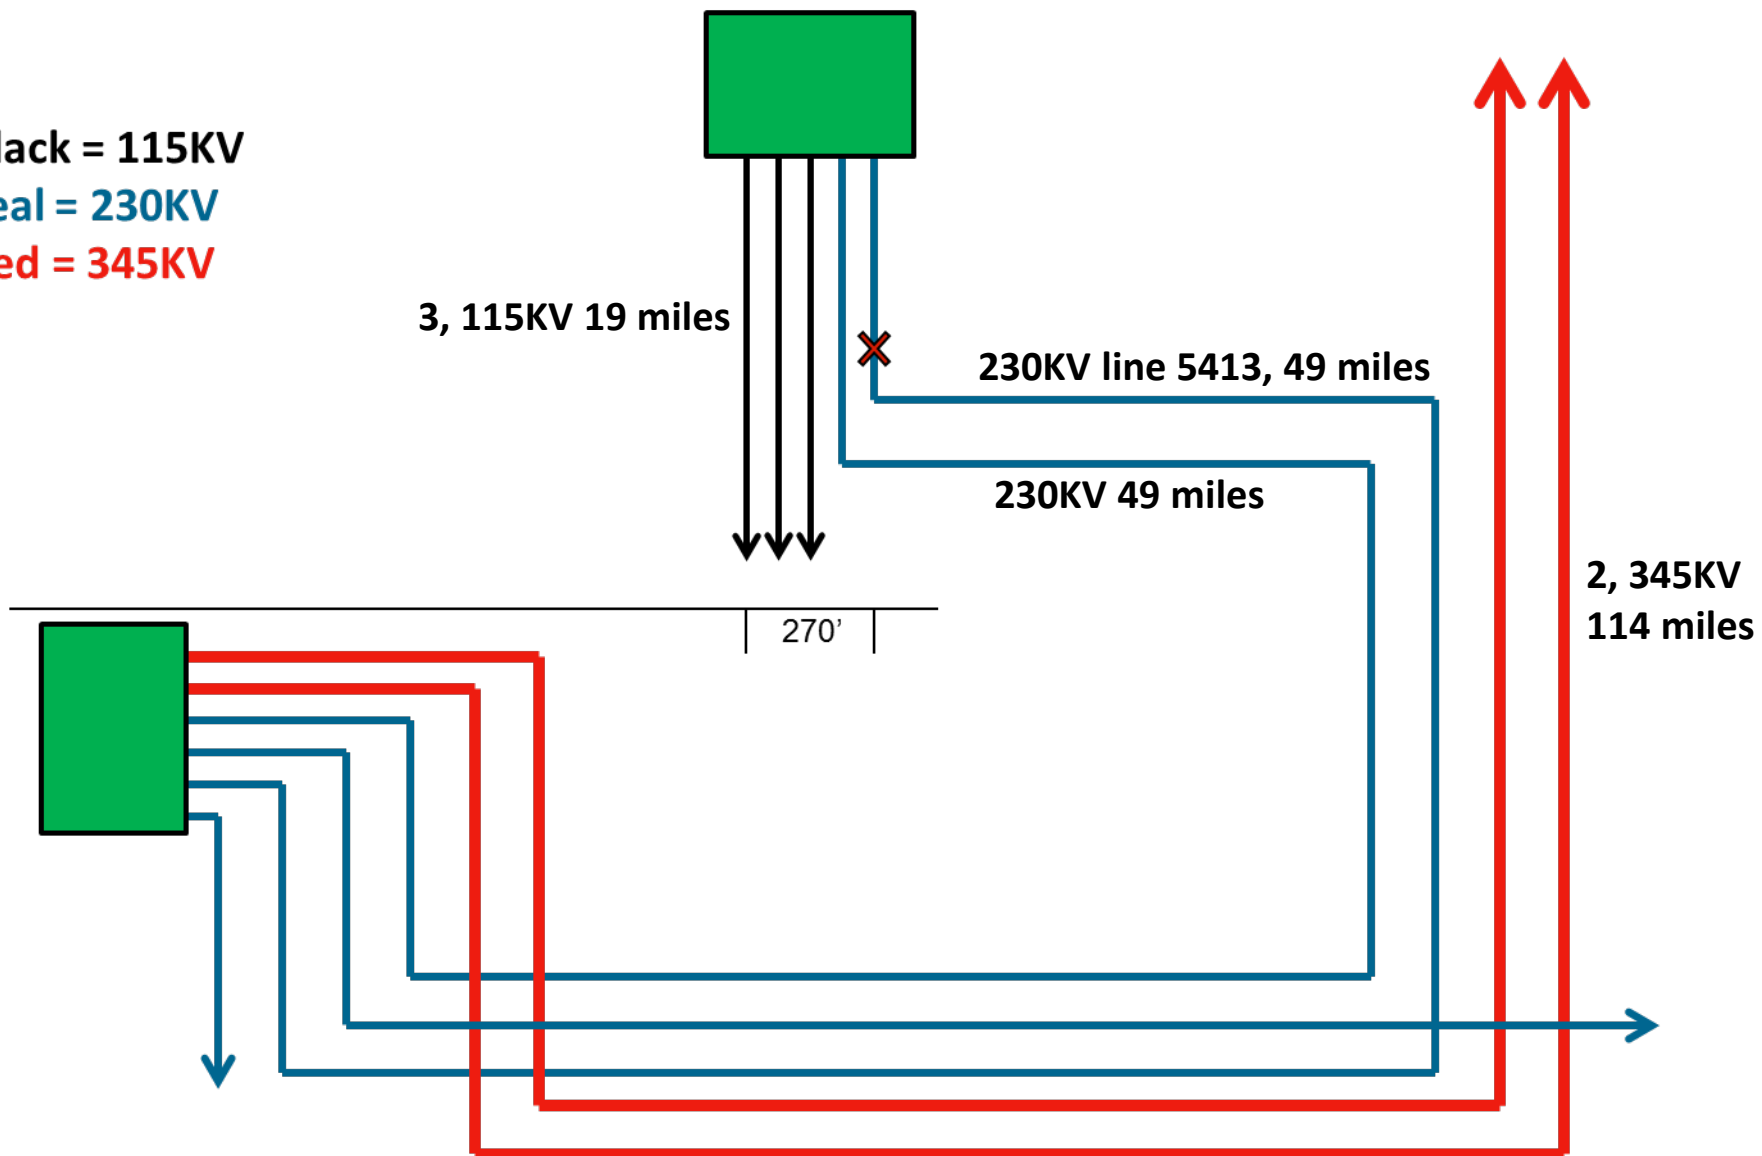 lack = 115KV
eal = 230KV
ed = 345KV
3, 115KV 19 miles
230KV line 5413, 49 miles
230KV 49 miles
2, 345KV
114 miles
270’